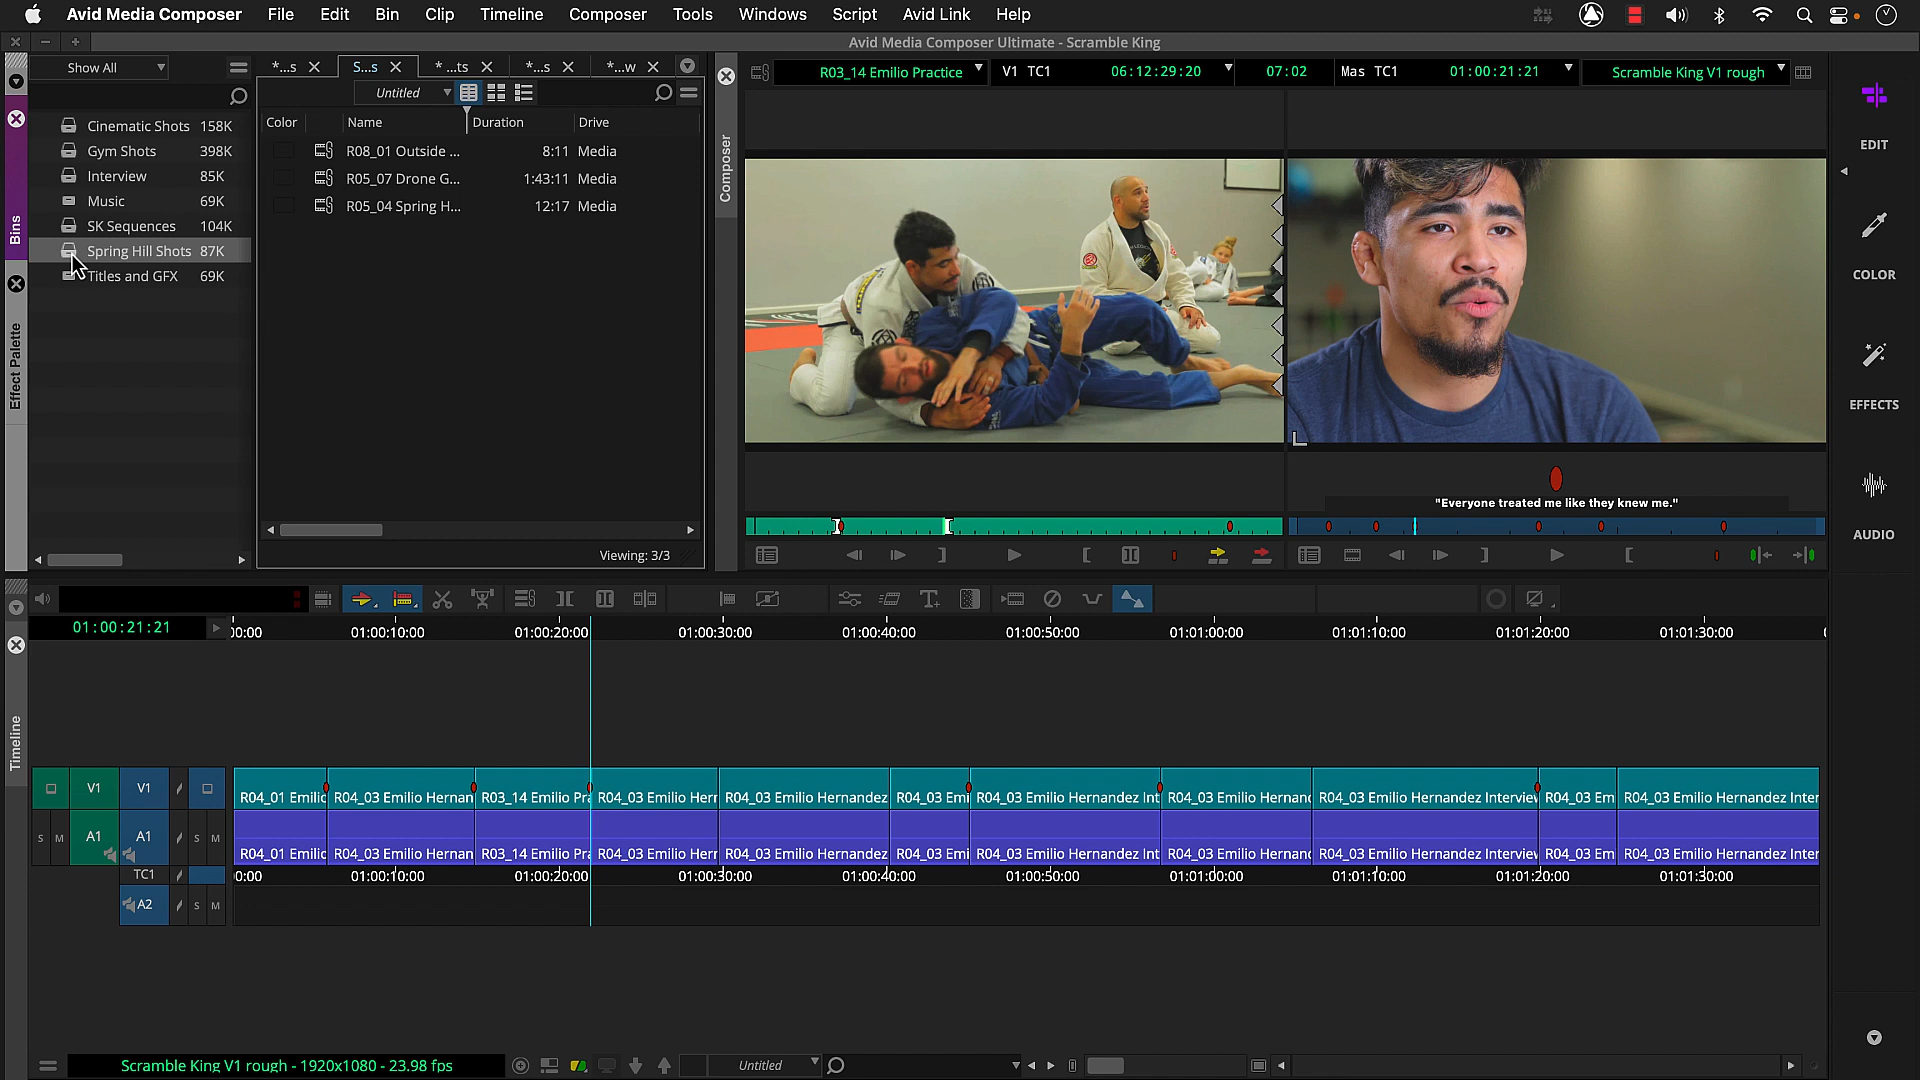 Avid Media Composer File Edit Bin Clip Timeline Composer Tools Windows Script Avid Link Help
Avid Media Composer Ultimate - Scramble King
Show All
*...s S...s *...ts *...s *...w
Untitled
Color Name Duration Drive
R08_01 Outside ... 8:11 Media
R05_07 Drone G... 1:43:11 Media
R05_04 Spring H... 12:17 Media
Viewing: 3/3
Cinematic Shots 158K
Gym Shots 398K
Interview 85K
Music 69K
SK Sequences 104K
Spring Hill Shots 87K
Titles and GFX 69K
Bins
Effect Palette
Composer
R03_14 Emilio Practice V1 TC1 06:12:29:20 07:02 Mas TC1 01:00:21:21 Scramble King V1 rough
"Everyone treated me like they knew me."
EDIT
COLOR
EFFECTS
AUDIO
Timeline
01:00:21:21
0:00 01:00:10:00 01:00:20:00 01:00:30:00 01:00:40:00 01:00:50:00 01:01:00:00 01:01:10:00 01:01:20:00 01:01:30:00
V1 V1
R04_01 Emilio R04_03 Emilio Hernan R03_14 Emilio Pra R04_03 Emilio Herr R04_03 Emilio Hernandez R04_03 Emi R04_03 Emilio Hernandez Int R04_03 Emilio Hernand R04_03 Emilio Hernandez Interview R04_03 Em R04_03 Emilio Hernandez Inter
S M A1 A1 S M
R04_01 Emilio R04_03 Emilio Hernan R03_14 Emilio Pra R04_03 Emilio Herr R04_03 Emilio Hernandez R04_03 Emi R04_03 Emilio Hernandez Int R04_03 Emilio Hernand R04_03 Emilio Hernandez Interview R04_03 Em R04_03 Emilio Hernandez Inter
TC1 0:00 01:00:10:00 01:00:20:00 01:00:30:00 01:00:40:00 01:00:50:00 01:01:00:00 01:01:10:00 01:01:20:00 01:01:30:00
A2 S M
Scramble King V1 rough - 1920x1080 - 23.98 fps Untitled